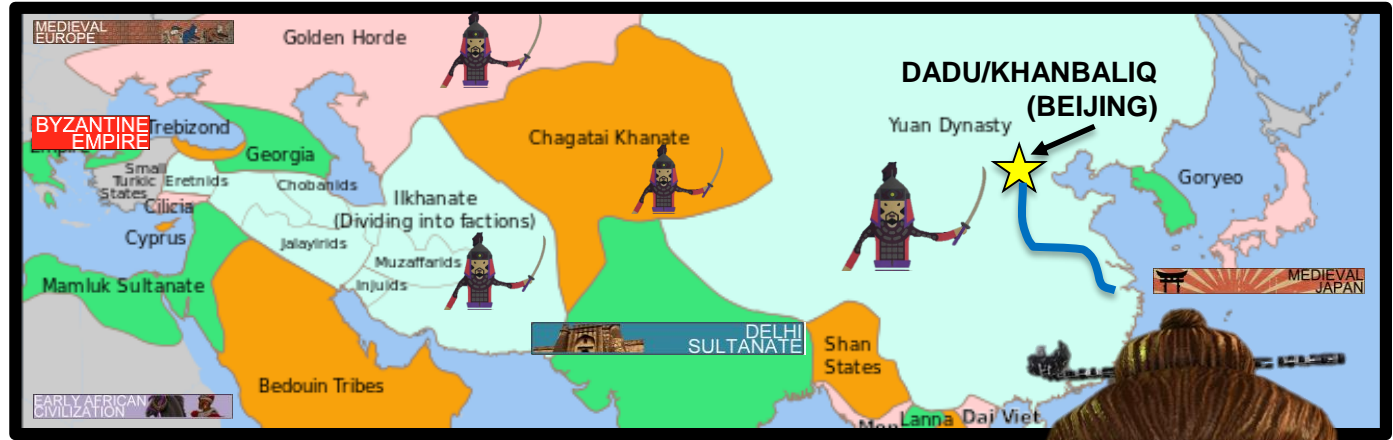 MEDIEVAL
EUROPE
Golden Horde
DADU/KHANBALIQ
(BEIJING)
BYZANTINE
EMPIRE
Trebizond
Chagatai Khanate
Yuan Dynasty
Georgia
Small
Turkic
States
Eretnids
Chobanids
Goryeo
Ilkhanate
(Dividing into factions)
Cilicia
Cyprus
Jalayirids
Muzaffarids
Injuids
Mamluk Sultanate
MEDIEVAL
JAPAN
DELHI
SULTANATE
Shan
States
Bedouin Tribes
EARLY AFRICAN
CIVILIZATION
Lanna
Dai Viet